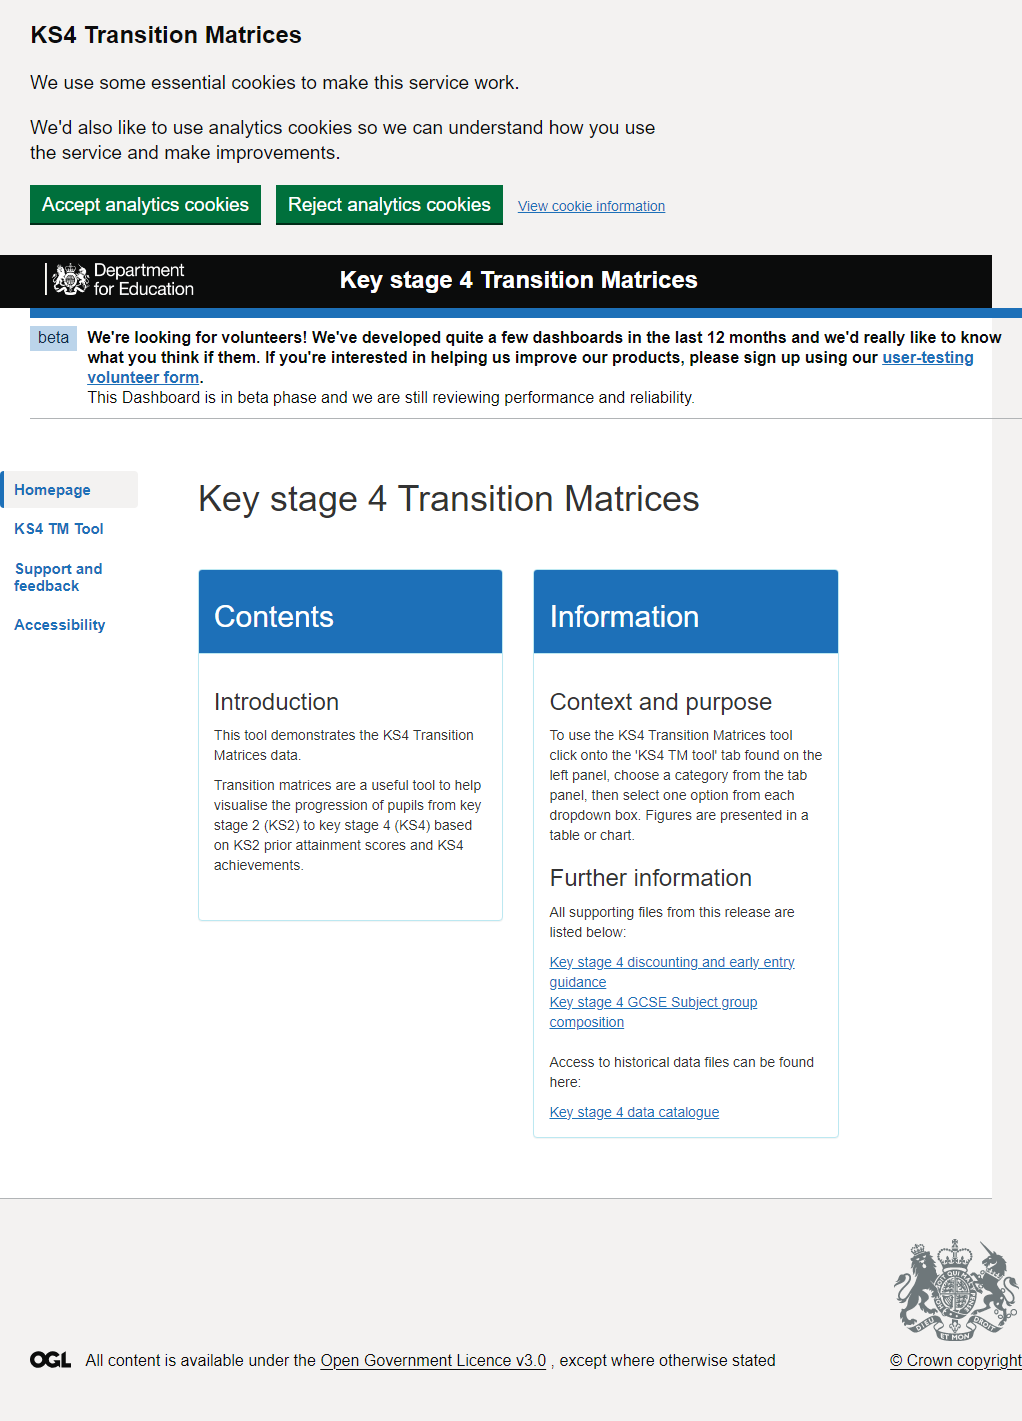 KS4 Transition Matrices
We use some essential cookies to make this service work.
We'd also like to use analytics cookies so we can understand how you use
the service and make improvements.
Accept analytics cookies
Reject analytics cookies
View cookie information
Department
for Education
Key stage 4 Transition Matrices
beta
We're looking for volunteers! We've developed quite a few dashboards in the last 12 months and we'd really like to know
what you think if them. If you're interested in helping us improve our products, please sign up using our user-testing
volunteer form.
This Dashboard is in beta phase and we are still reviewing performance and reliability.
Homepage
KS4 TM Tool
Support and
feedback
Accessibility
Key stage 4 Transition Matrices
Contents
Introduction
This tool demonstrates the KS4 Transition
Matrices data.
Transition matrices are a useful tool to help
visualise the progression of pupils from key
stage 2 (KS2) to key stage 4 (KS4) based
on KS2 prior attainment scores and KS4
achievements.
Information
Context and purpose
To use the KS4 Transition Matrices tool
click onto the 'KS4 TM tool' tab found on the
left panel, choose a category from the tab
panel, then select one option from each
dropdown box. Figures are presented in a
table or chart.
Further information
All supporting files from this release are
listed below:
Key stage 4 discounting and early entry
guidance
Key stage 4 GCSE Subject group
composition
Access to historical data files can be found
here:
Key stage 4 data catalogue
DIEU ET MON DROIT
OGL
All content is available under the Open Government Licence v3.0 , except where otherwise stated
© Crown copyright